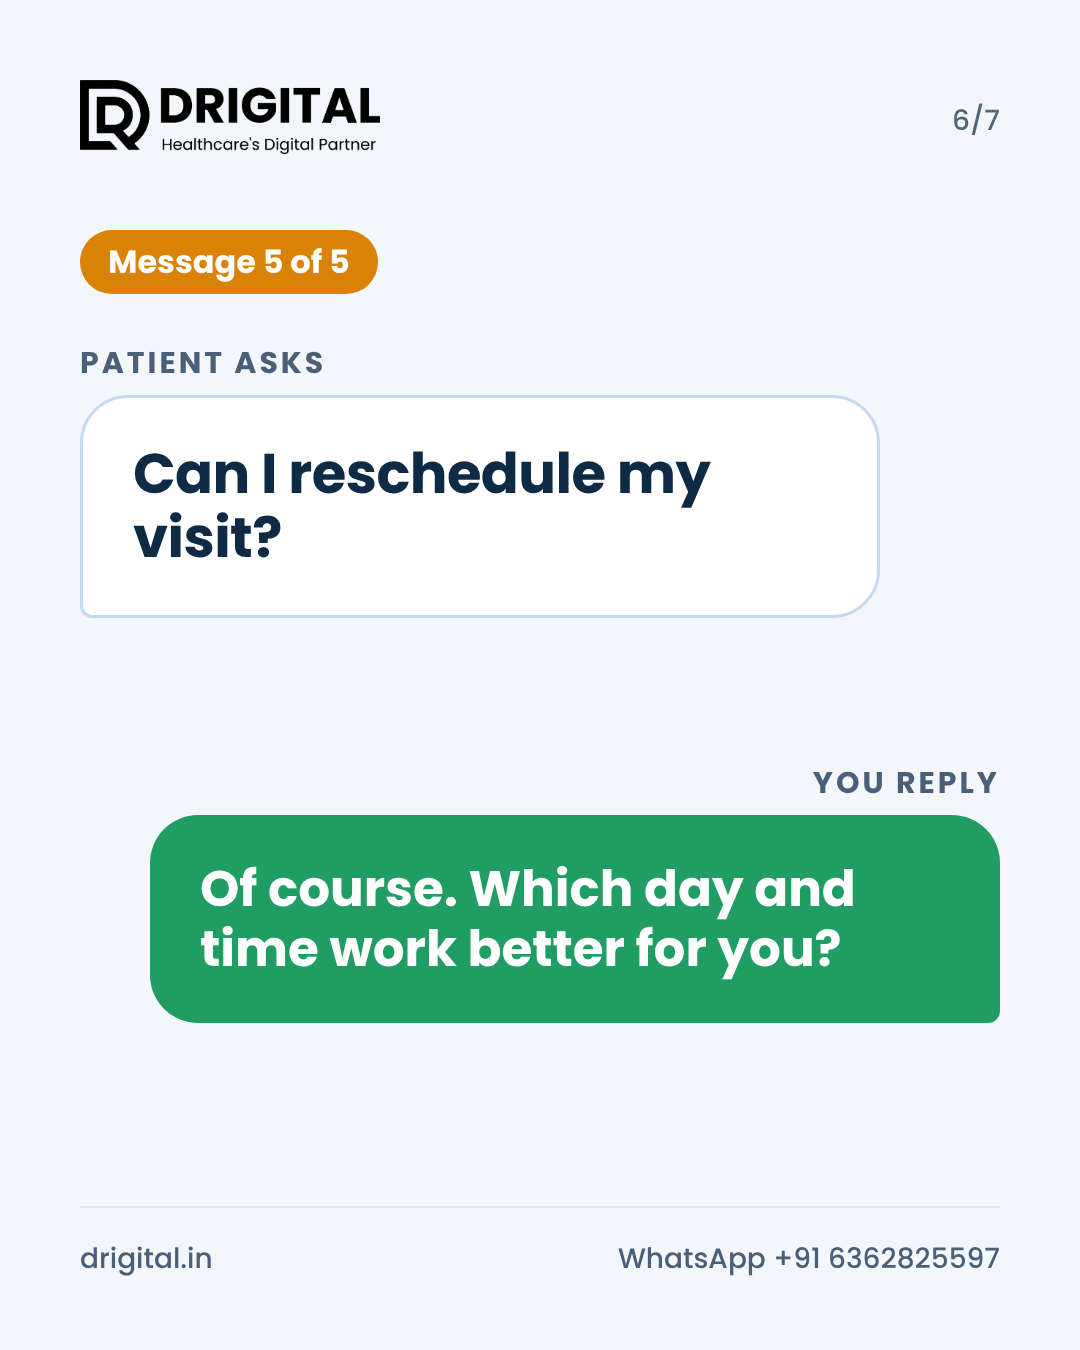 DRIGITAL
Healthcare's Digital Partner
6/7
Message 5 of 5
PATIENT ASKS
Can I reschedule my
visit?
YOU REPLY
Of course. Which day and
time work better for you?
drigital.in
WhatsApp +91 6362825597